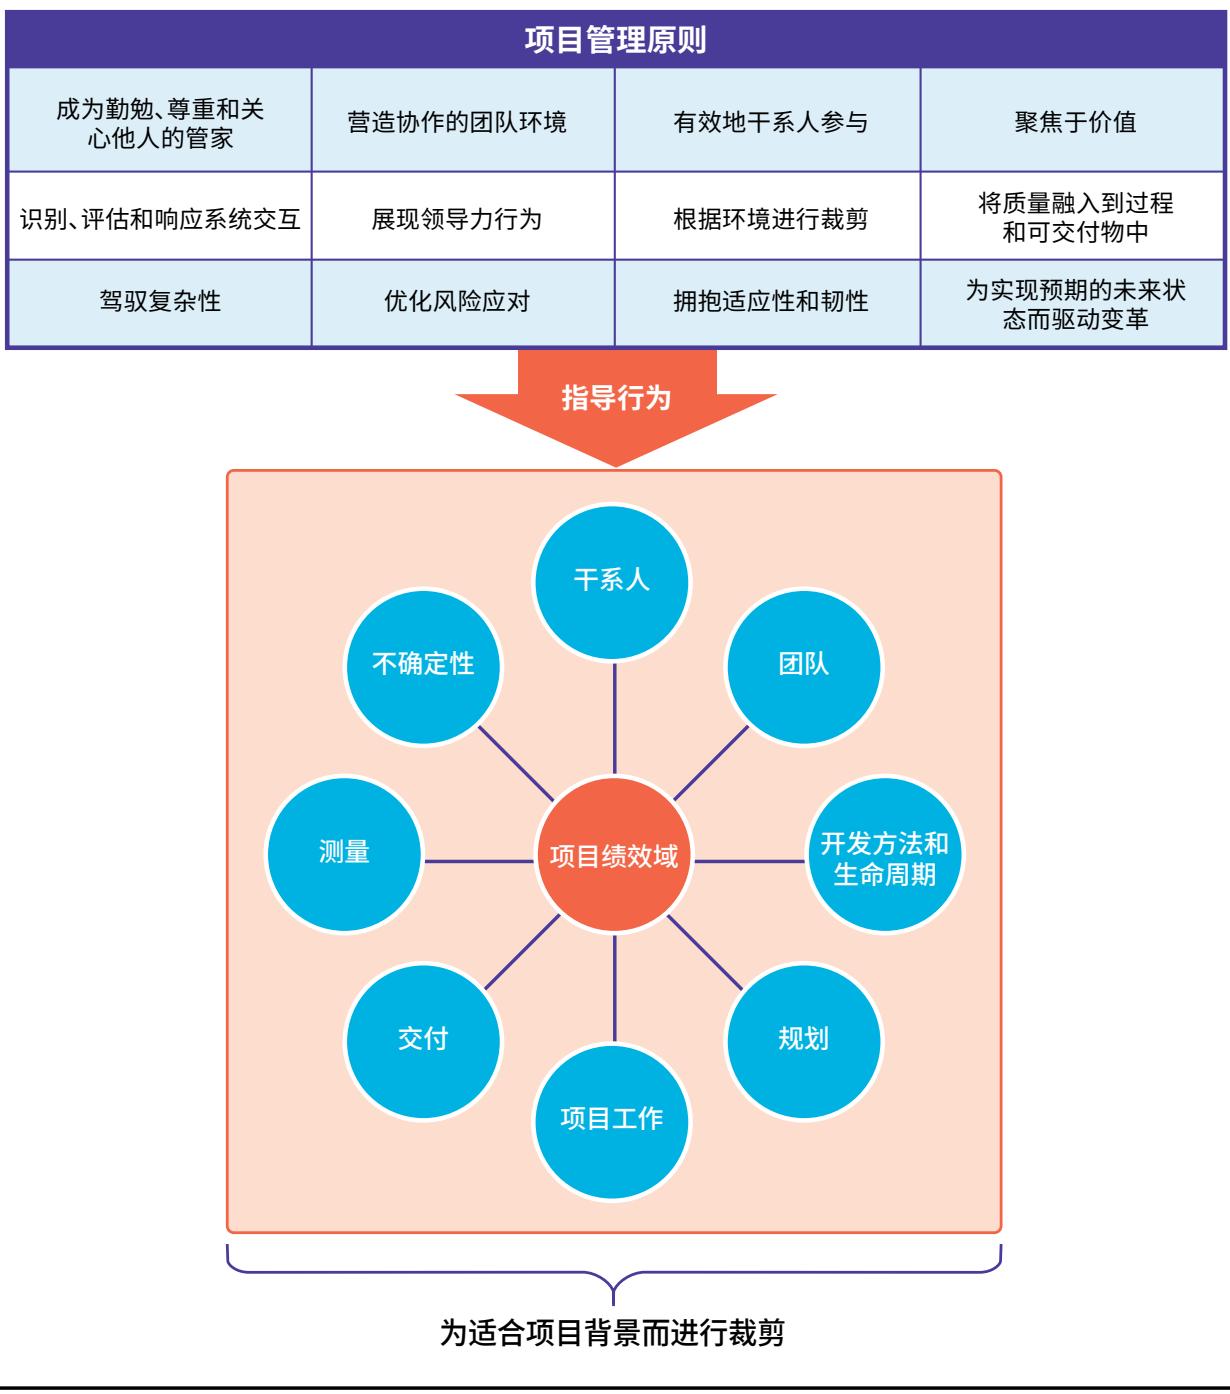 项目管理原则
成为勤勉、尊重和关
心他人的管家
营造协作的团队环境
有效地干系人参与
聚焦于价值
识别、评估和响应系统交互
展现领导力行为
根据环境进行裁剪
将质量融入到过程
和可交付物中
驾驭复杂性
优化风险应对
拥抱适应性和韧性
为实现预期的未来状
态而驱动变革
指导行为
干系人
不确定性
团队
测量
项目绩效域
开发方法和
生命周期
交付
规划
项目工作
为适合项目背景而进行裁剪